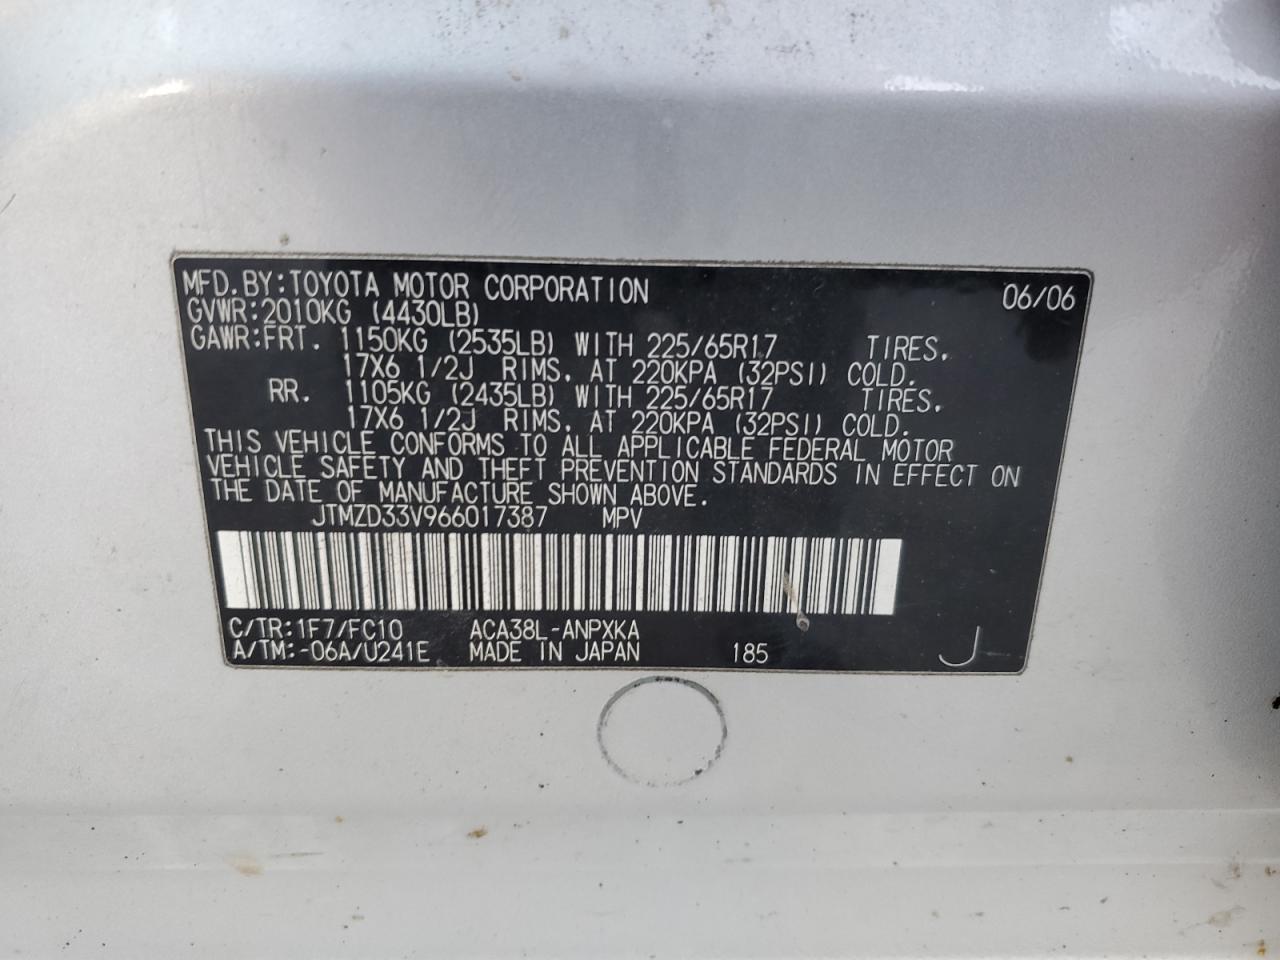 MFD. BY:TOYOTA MOTOR CORPORATION 06/06
GVWR:2010KG (4430LB)
GAWR:FRT. 1150KG (2535LB) WITH 225/65R17 TIRES.
17X6 1/2J RIMS. AT 220KPA (32PSI) COLD.
RR. 1105KG (2435LB) WITH 225/65R17 TIRES.
17X6 1/2J RIMS. AT 220KPA (32PSI) COLD.
THIS VEHICLE CONFORMS TO ALL APPLICABLE FEDERAL MOTOR
VEHICLE SAFETY AND THEFT PREVENTION STANDARDS IN EFFECT ON
THE DATE OF MANUFACTURE SHOWN ABOVE.
JTMZD33V966017387 MPV
C/TR:1F7/FC10 ACA38L-ANPXKA
A/TM:-06A/U241E MADE IN JAPAN 185 J